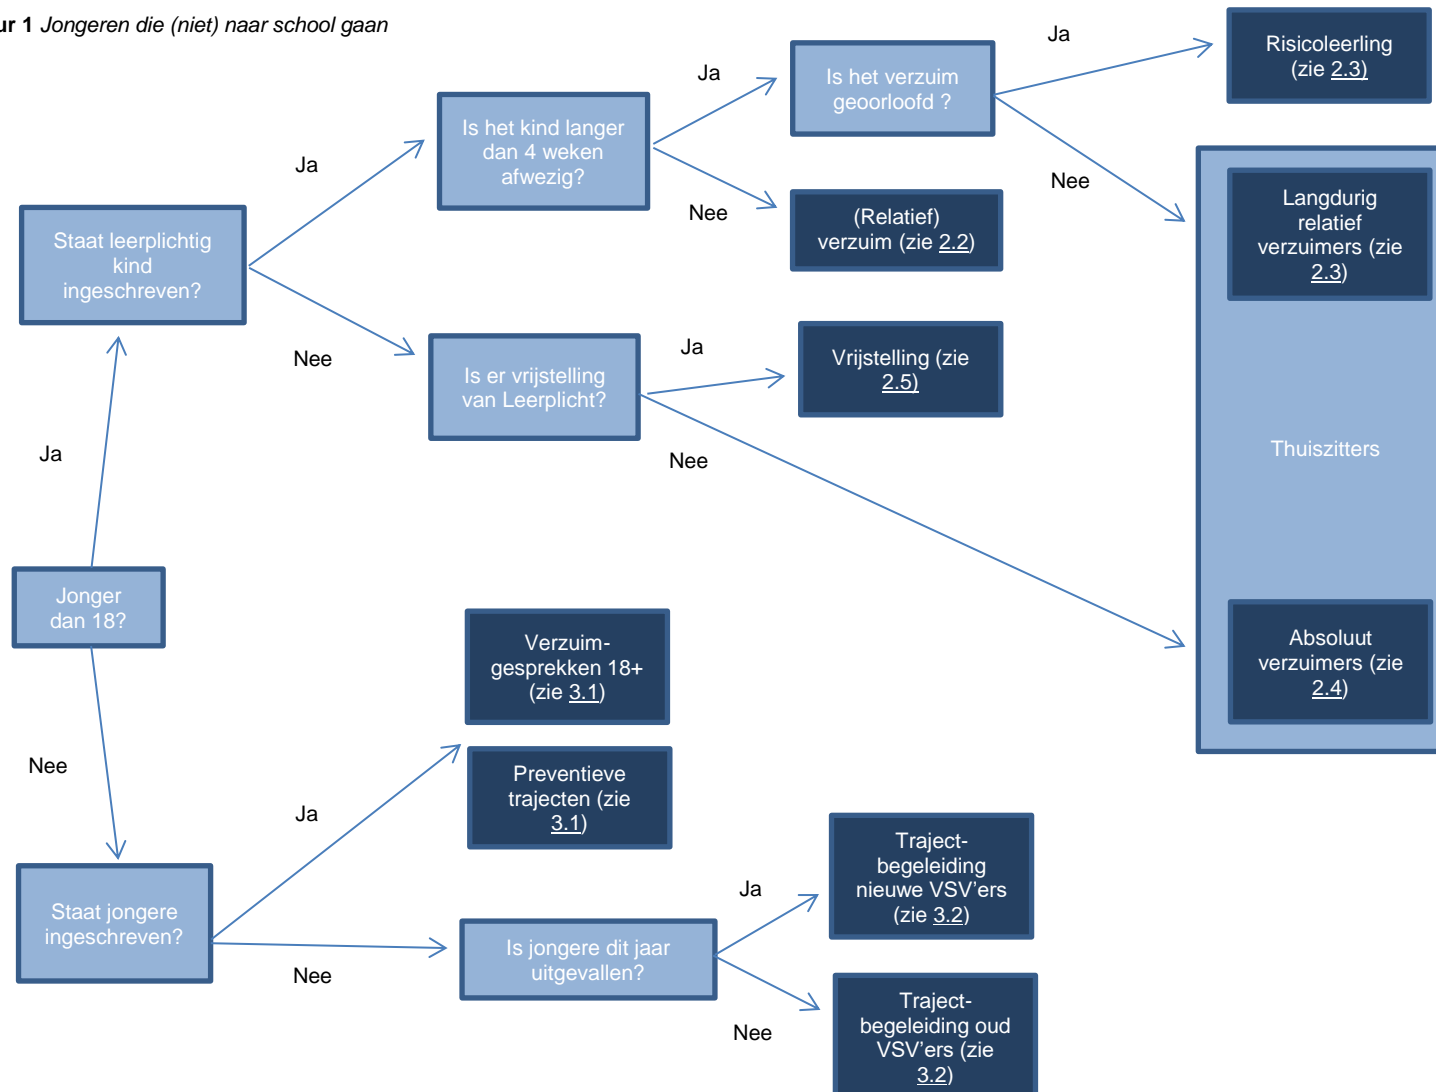 ur 1 Jongeren die (niet) naar school gaan
Ja
Risicoleerling
(zie 2.3)
Is het verzuim
geoorloofd ?
Ja
Is het kind langer
dan 4 weken
afwezig?
Ja
Nee
Nee
(Relatief)
verzuim (zie 2.2)
Langdurig
relatief
verzuimers (zie
2.3)
Staat leerplichtig
kind
ingeschreven?
Nee
Is er vrijstelling
van Leerplicht?
Ja
Vrijstelling (zie
2.5)
Nee
Thuiszitters
Ja
Jonger
dan 18?
Absoluut
verzuimers (zie
2.4)
Verzuim-
gesprekken 18+
(zie 3.1)
Preventieve
trajecten (zie
3.1)
Nee
Ja
Staat jongere
ingeschreven?
Nee
Is jongere dit jaar
uitgevallen?
Ja
Traject-
begeleiding
nieuwe VSV’ers
(zie 3.2)
Nee
Traject-
begeleiding oud
VSV’ers (zie
3.2)